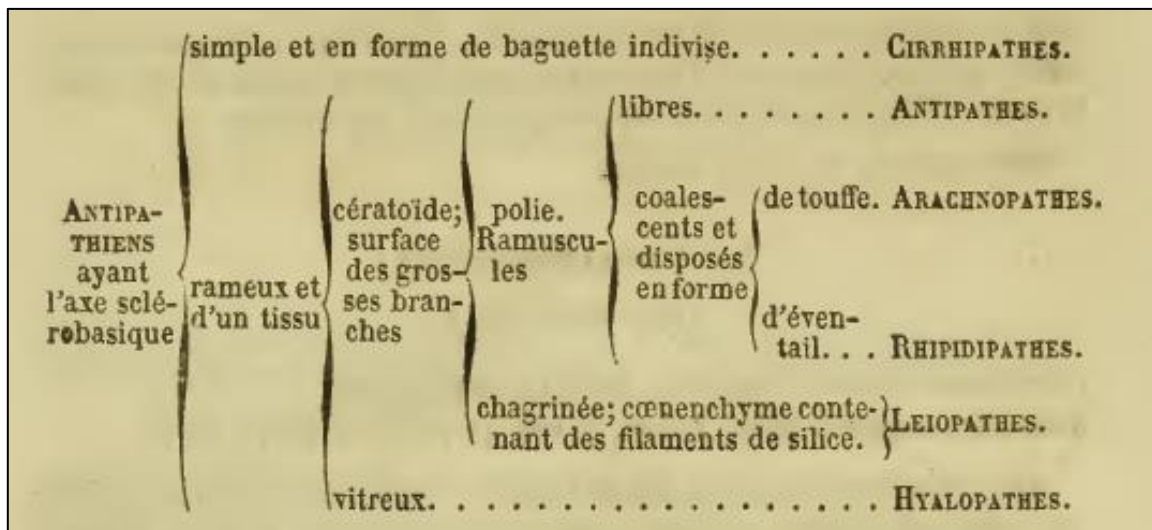 simple et en forme de baguette indivise. . . . . . CIRRHIPATHES.
libres. . . . . . . . ANTIPATHES.
ANTIPA-
THIENS
ayant
l'axe sclé-
robasique
rameux et
d'un tissu
cératoïde;
surface
des gros-
ses bran-
ches
polie.
Ramuscu-
les
coales-
cents et
disposés
en forme
de touffe. ARACHNOPATHES.
d'éven-
tail. . . RHIPIDIPATHES.
chagrinée; cœnenchyme conte-
nant des filaments de silice.
LEIOPATHES.
vitreux. . . . . . . . . . . . . . . . . HYALOPATHES.